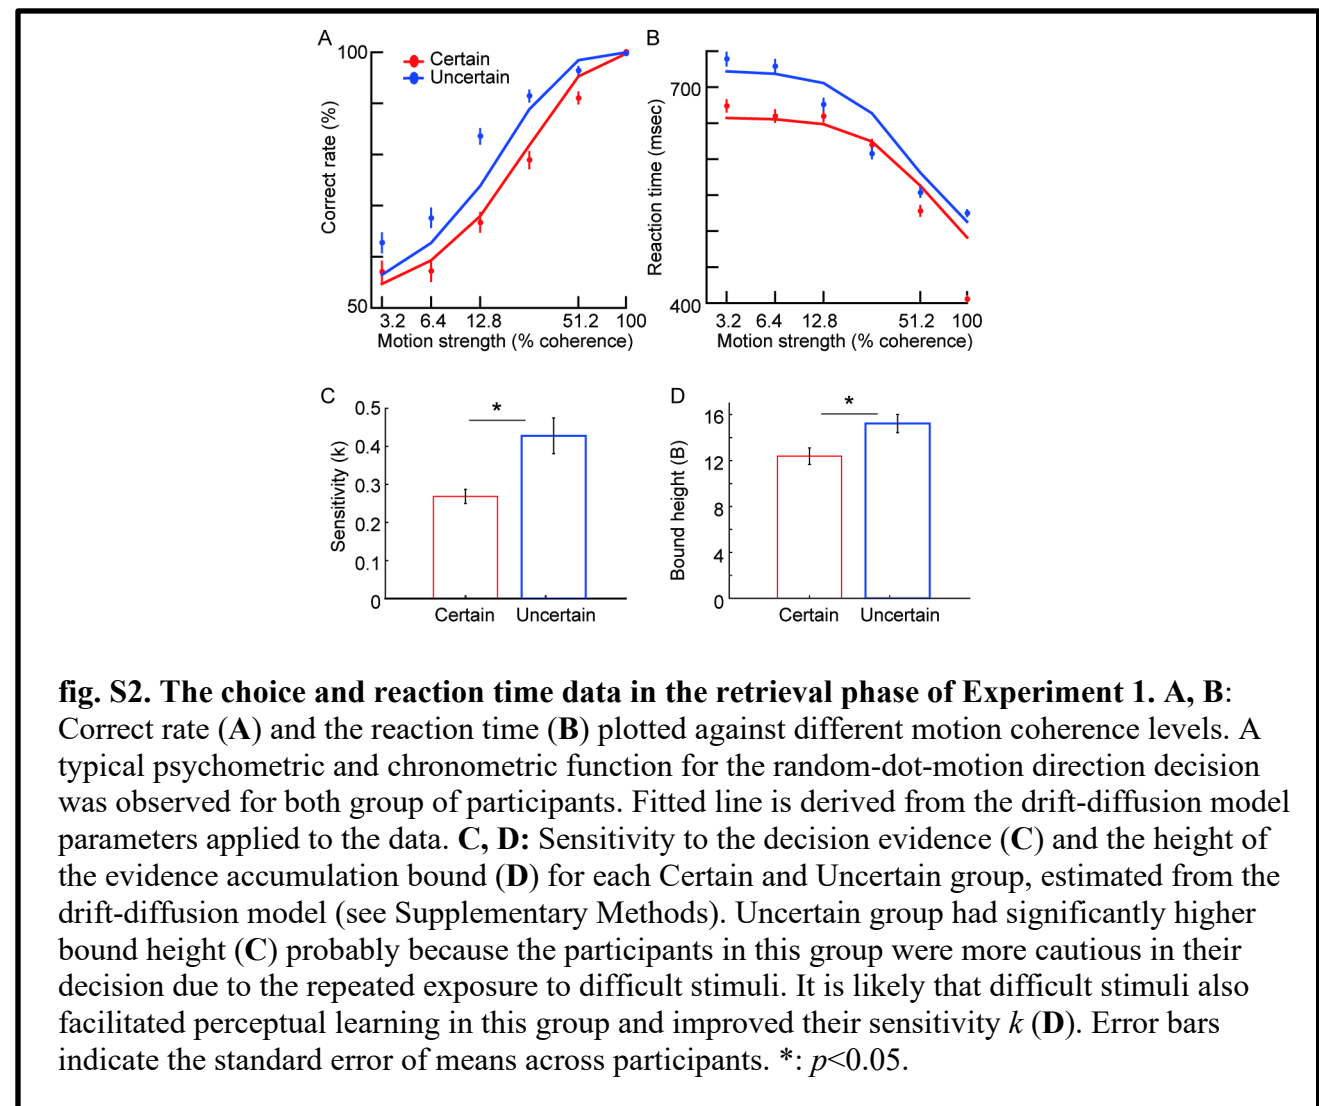 A
100
Correct rate (%)
50
Certain
Uncertain
3.2 6.4 12.8 51.2 100
Motion strength (% coherence)
B
700
Reaction time (msec)
400
3.2 6.4 12.8 51.2 100
Motion strength (% coherence)
C
0.5
0.4
0.3
0.2
0.1
0
Sensitivity (k)
*
Certain Uncertain
D
16
12
8
4
0
Bound height (B)
*
Certain Uncertain
fig. S2. The choice and reaction time data in the retrieval phase of Experiment 1. A, B:
Correct rate (A) and the reaction time (B) plotted against different motion coherence levels. A
typical psychometric and chronometric function for the random-dot-motion direction decision
was observed for both group of participants. Fitted line is derived from the drift-diffusion model
parameters applied to the data. C, D: Sensitivity to the decision evidence (C) and the height of
the evidence accumulation bound (D) for each Certain and Uncertain group, estimated from the
drift-diffusion model (see Supplementary Methods). Uncertain group had significantly higher
bound height (C) probably because the participants in this group were more cautious in their
decision due to the repeated exposure to difficult stimuli. It is likely that difficult stimuli also
facilitated perceptual learning in this group and improved their sensitivity k (D). Error bars
indicate the standard error of means across participants. *: p<0.05.